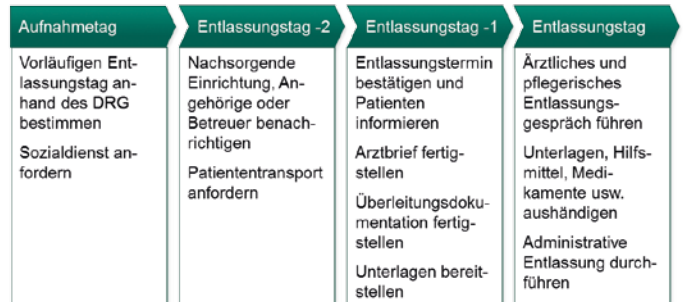 Aufnahmetag
Vorläufigen Ent-
lassungstag an-
hand des DRG
bestimmen
Sozialdienst an-
fordern
Entlassungstag -2
Nachsorgende
Einrichtung, An-
gehörige oder
Betreuer benach-
richtigen
Patiententransport
anfordern
Entlassungstag -1
Entlassungstermin
bestätigen und
Patienten
informieren
Arztbrief fertig-
stellen
Überleitungsdoku-
mentation fertig-
stellen
Unterlagen bereit-
stellen
Entlassungstag
Ärztliches und
pflegerisches
Entlassungs-
gespräch führen
Unterlagen, Hilfs-
mittel, Medi-
kamente usw.
aushändigen
Administrative
Entlassung durch-
führen